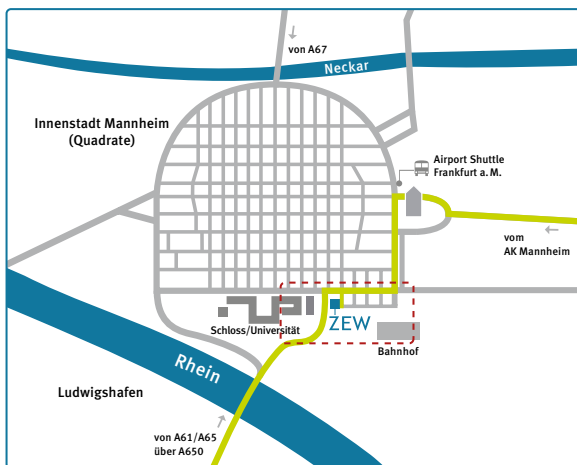 von A67
Neckar
Innenstadt Mannheim
(Quadrate)
Airport Shuttle
Frankfurt a. M.
vom
AK Mannheim
ZEW
Schloss/Universität
Bahnhof
Rhein
Ludwigshafen
von A61/A65
über A650